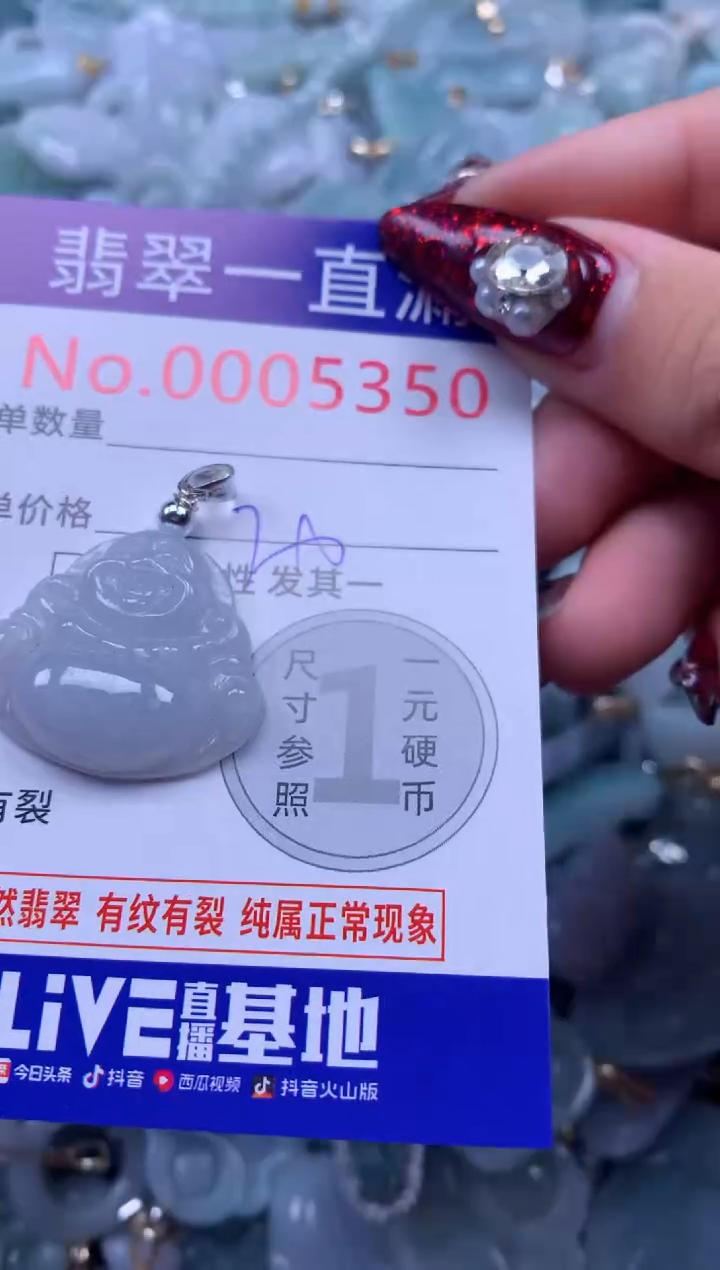 翡翠一直满
No.0005350
单数量
单价格
性 发其一
尺寸参照
1
一元硬币
有裂
然翡翠 有纹有裂 纯属正常现象
LiVE直播基地
今日头条 抖音 西瓜视频 抖音火山版